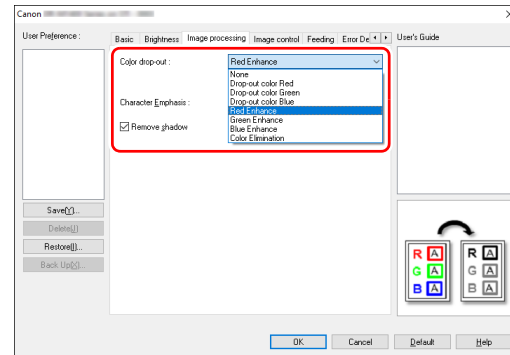 Canon
User Preference :
Basic Brightness Image processing Image control Feeding Error De
User's Guide
Color drop-out :
Red Enhance
None
Drop-out color Red
Drop-out color Green
Drop-out color Blue
Red Enhance
Green Enhance
Blue Enhance
Color Elimination
Character Emphasis :
Remove shadow
Save(Y)...
Delete(J)
Restore(I)...
Back Up(X)...
R A R A
G A G A
B A B A
OK Cancel Default Help